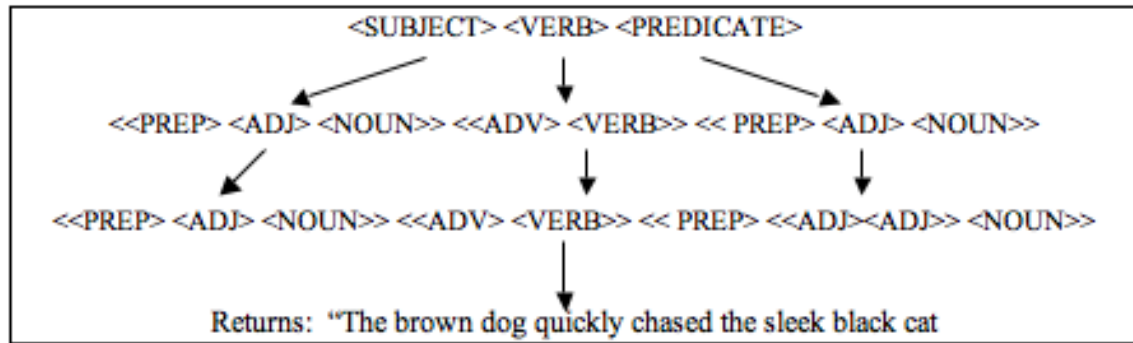 <SUBJECT> <VERB> <PREDICATE>
<<PREP> <ADJ> <NOUN>> <<ADV> <VERB>> << PREP> <ADJ> <NOUN>>
<<PREP> <ADJ> <NOUN>> <<ADV> <VERB>> << PREP> <<ADJ><ADJ>> <NOUN>>
Returns: “The brown dog quickly chased the sleek black cat